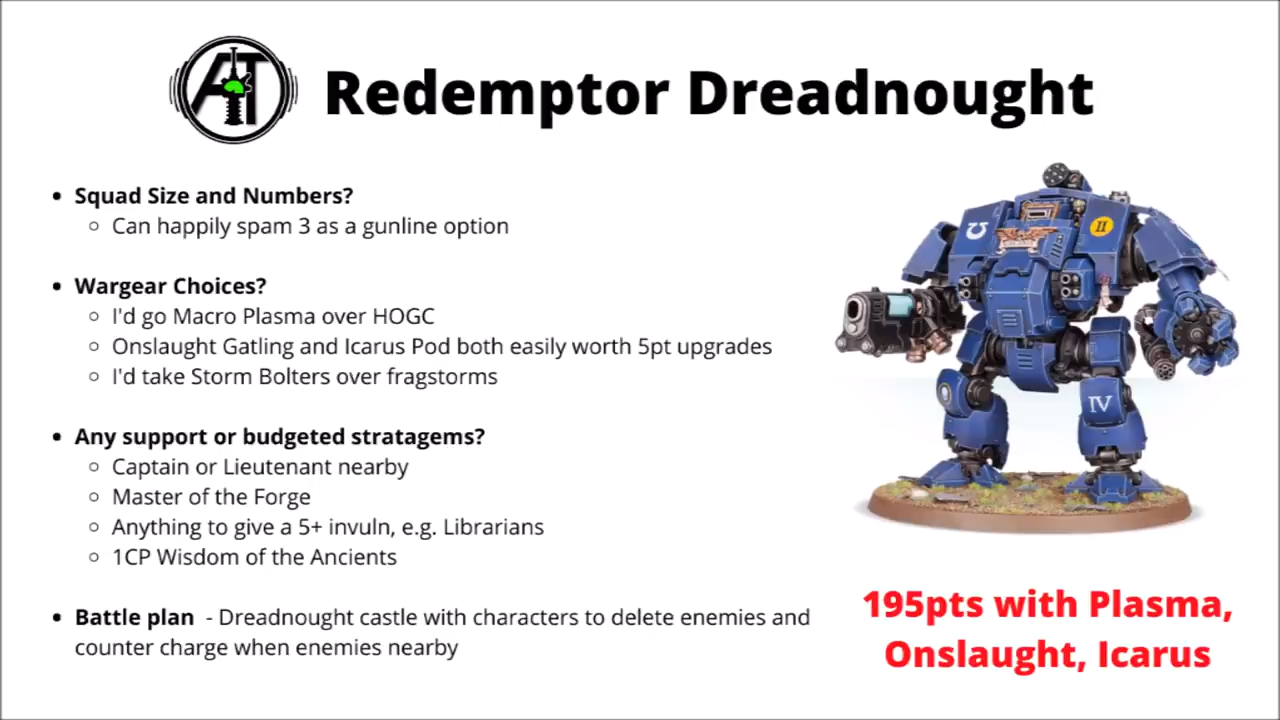 AT
Redemptor Dreadnought
• Squad Size and Numbers?
○ Can happily spam 3 as a gunline option
• Wargear Choices?
○ I'd go Macro Plasma over HOGC
○ Onslaught Gatling and Icarus Pod both easily worth 5pt upgrades
○ I'd take Storm Bolters over fragstorms
• Any support or budgeted stratagems?
○ Captain or Lieutenant nearby
○ Master of the Forge
○ Anything to give a 5+ invuln, e.g. Librarians
○ 1CP Wisdom of the Ancients
• Battle plan - Dreadnought castle with characters to delete enemies and
counter charge when enemies nearby
II
IV
195pts with Plasma,
Onslaught, Icarus